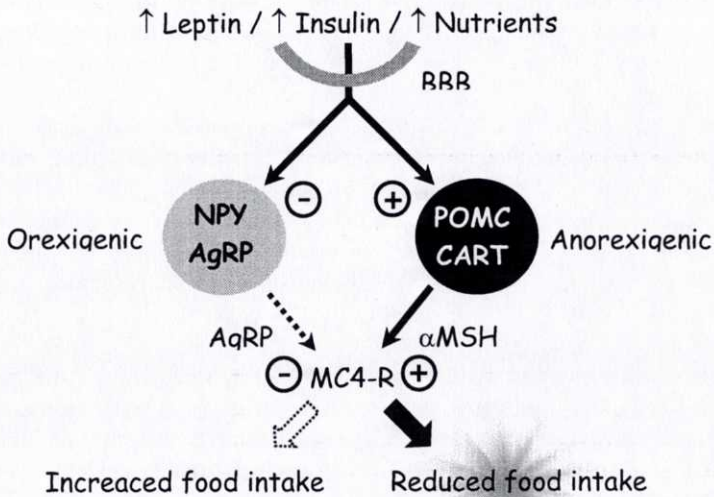 ↑ Leptin / ↑ Insulin / ↑ Nutrients
BBB
NPY
AgRP
-
+
POMC
CART
Orexigenic
Anorexigenic
AgRP
αMSH
- MC4-R +
Increaced food intake
Reduced food intake